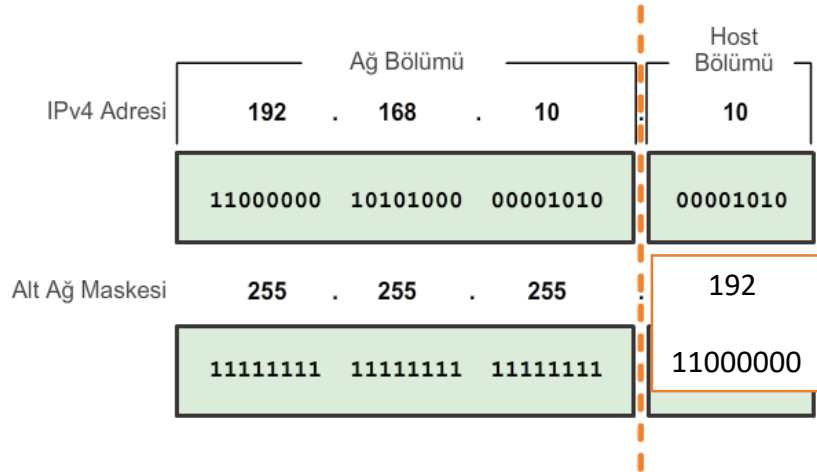 Ağ Bölümü
Host
Bölümü
IPv4 Adresi 192 . 168 . 10 . 10
11000000 10101000 00001010 00001010
Alt Ağ Maskesi 255 . 255 . 255 . 192
11111111 11111111 11111111 11000000